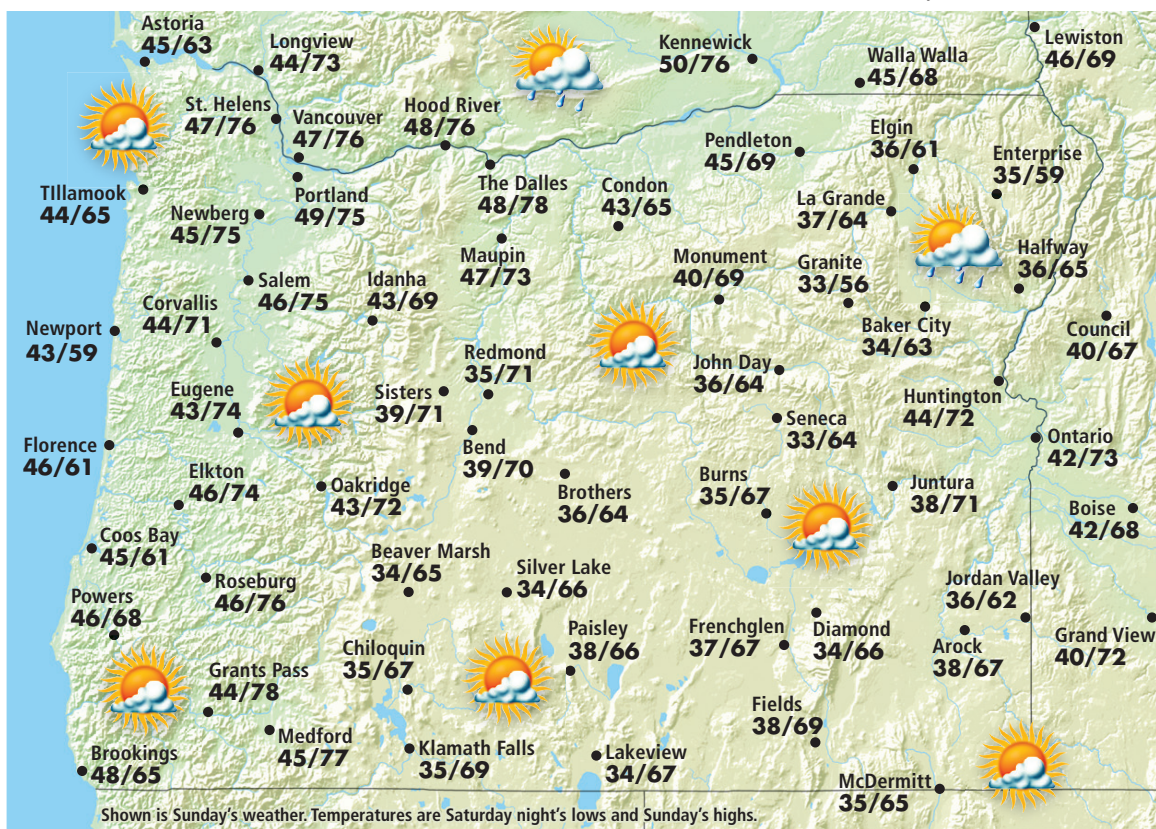 Astoria
45/63
Longview
44/73
Kennewick
50/76
Walla Walla
45/68
Lewiston
46/69
St. Helens
47/76
Vancouver
47/76
Hood River
48/76
Pendleton
45/69
Elgin
36/61
Enterprise
35/59
TIllamook
44/65
Newberg
45/75
Portland
49/75
The Dalles
48/78
Condon
43/65
La Grande
37/64
Maupin
47/73
Monument
40/69
Granite
33/56
Halfway
36/65
Salem
46/75
Idanha
43/69
Corvallis
44/71
Newport
43/59
Baker City
34/63
Council
40/67
Redmond
35/71
John Day
36/64
Eugene
43/74
Sisters
39/71
Huntington
44/72
Seneca
33/64
Florence
46/61
Bend
39/70
Ontario
42/73
Elkton
46/74
Oakridge
43/72
Brothers
36/64
Burns
35/67
Juntura
38/71
Boise
42/68
Coos Bay
45/61
Beaver Marsh
34/65
Silver Lake
34/66
Roseburg
46/76
Jordan Valley
36/62
Powers
46/68
Paisley
38/66
Frenchglen
37/67
Diamond
34/66
Arock
38/67
Grand View
40/72
Chiloquin
35/67
Grants Pass
44/78
Fields
38/69
Medford
45/77
Klamath Falls
35/69
Lakeview
34/67
Brookings
48/65
McDermitt
35/65
Shown is Sunday's weather. Temperatures are Saturday night's lows and Sunday's highs.